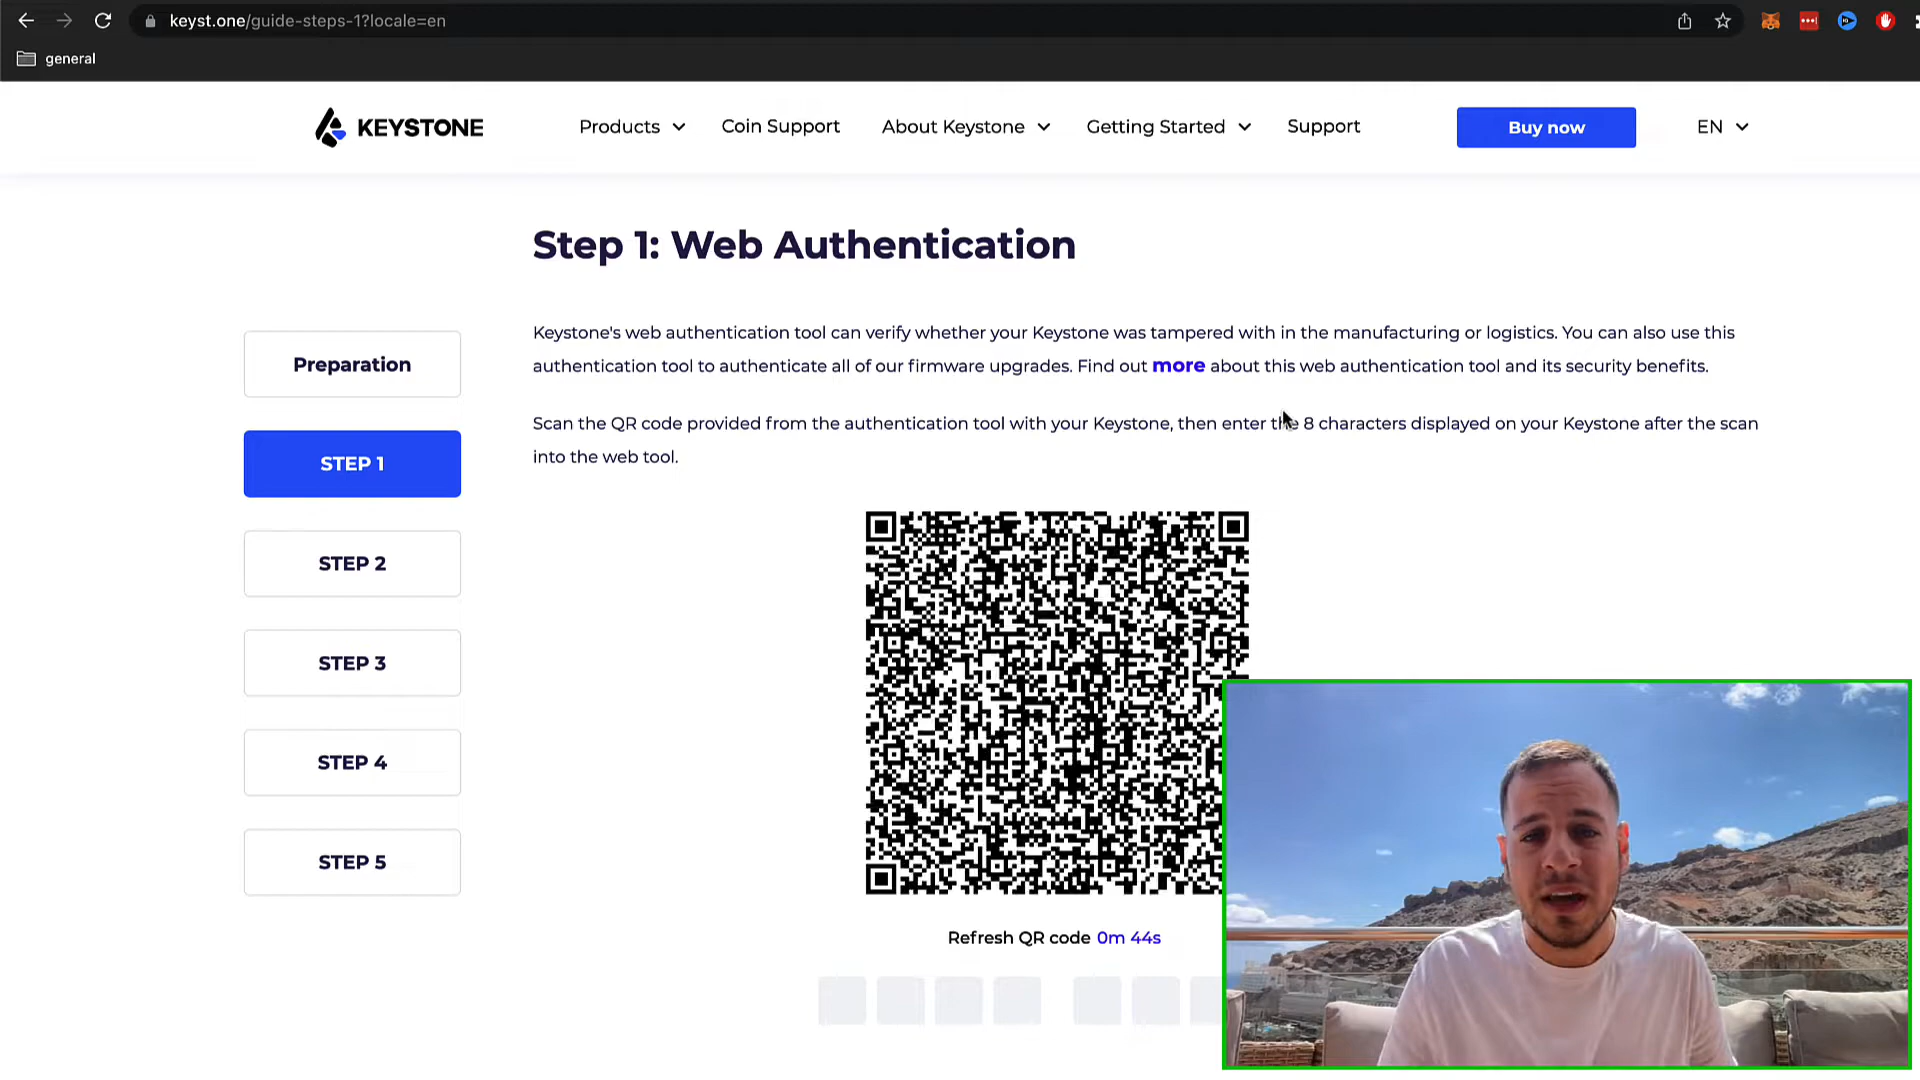 keyst.one/guide-steps-1?locale=en
general
KEYSTONE
Products
Coin Support
About Keystone
Getting Started
Support
Buy now
EN
Step 1: Web Authentication
Keystone's web authentication tool can verify whether your Keystone was tampered with in the manufacturing or logistics. You can also use this
authentication tool to authenticate all of our firmware upgrades. Find out more about this web authentication tool and its security benefits.
Scan the QR code provided from the authentication tool with your Keystone, then enter the 8 characters displayed on your Keystone after the scan
into the web tool.
Preparation
STEP 1
STEP 2
STEP 3
STEP 4
STEP 5
Refresh QR code 0m 44s